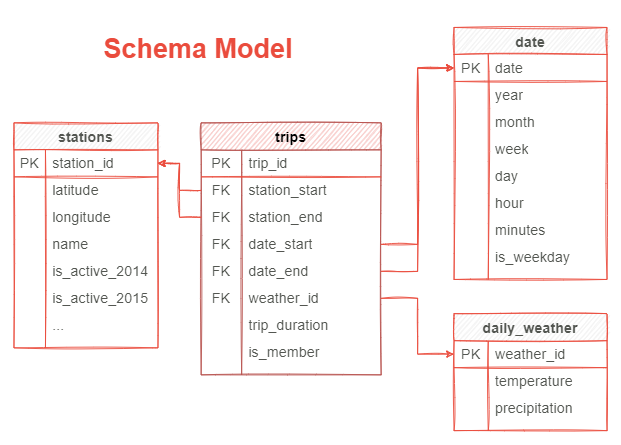 Schema Model
stations
PK station_id
latitude
longitude
name
is_active_2014
is_active_2015
...
trips
PK trip_id
FK station_start
FK station_end
FK date_start
FK date_end
FK weather_id
trip_duration
is_member
date
PK date
year
month
week
day
hour
minutes
is_weekday
daily_weather
PK weather_id
temperature
precipitation